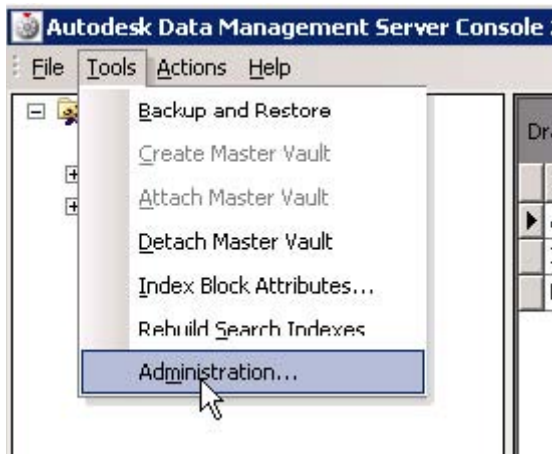 Autodesk Data Management Server Console
File Tools Actions Help
Backup and Restore
Create Master Vault
Attach Master Vault
Detach Master Vault
Index Block Attributes...
Rebuild Search Indexes
Administration...